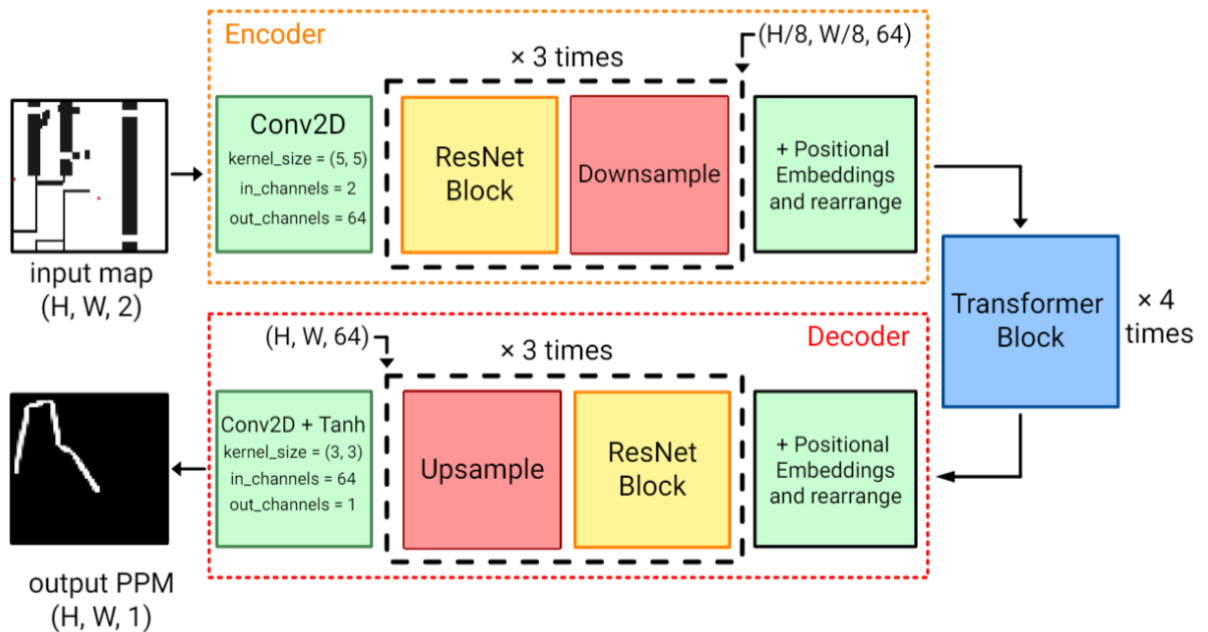 Encoder
× 3 times
(H/8, W/8, 64)
Conv2D
kernel_size = (5, 5)
in_channels = 2
out_channels = 64
ResNet
Block
Downsample
+ Positional
Embeddings
and rearrange
input map
(H, W, 2)
Transformer
Block
× 4
times
Decoder
(H, W, 64)
× 3 times
Conv2D + Tanh
kernel_size = (3, 3)
in_channels = 64
out_channels = 1
Upsample
ResNet
Block
+ Positional
Embeddings
and rearrange
output PPM
(H, W, 1)